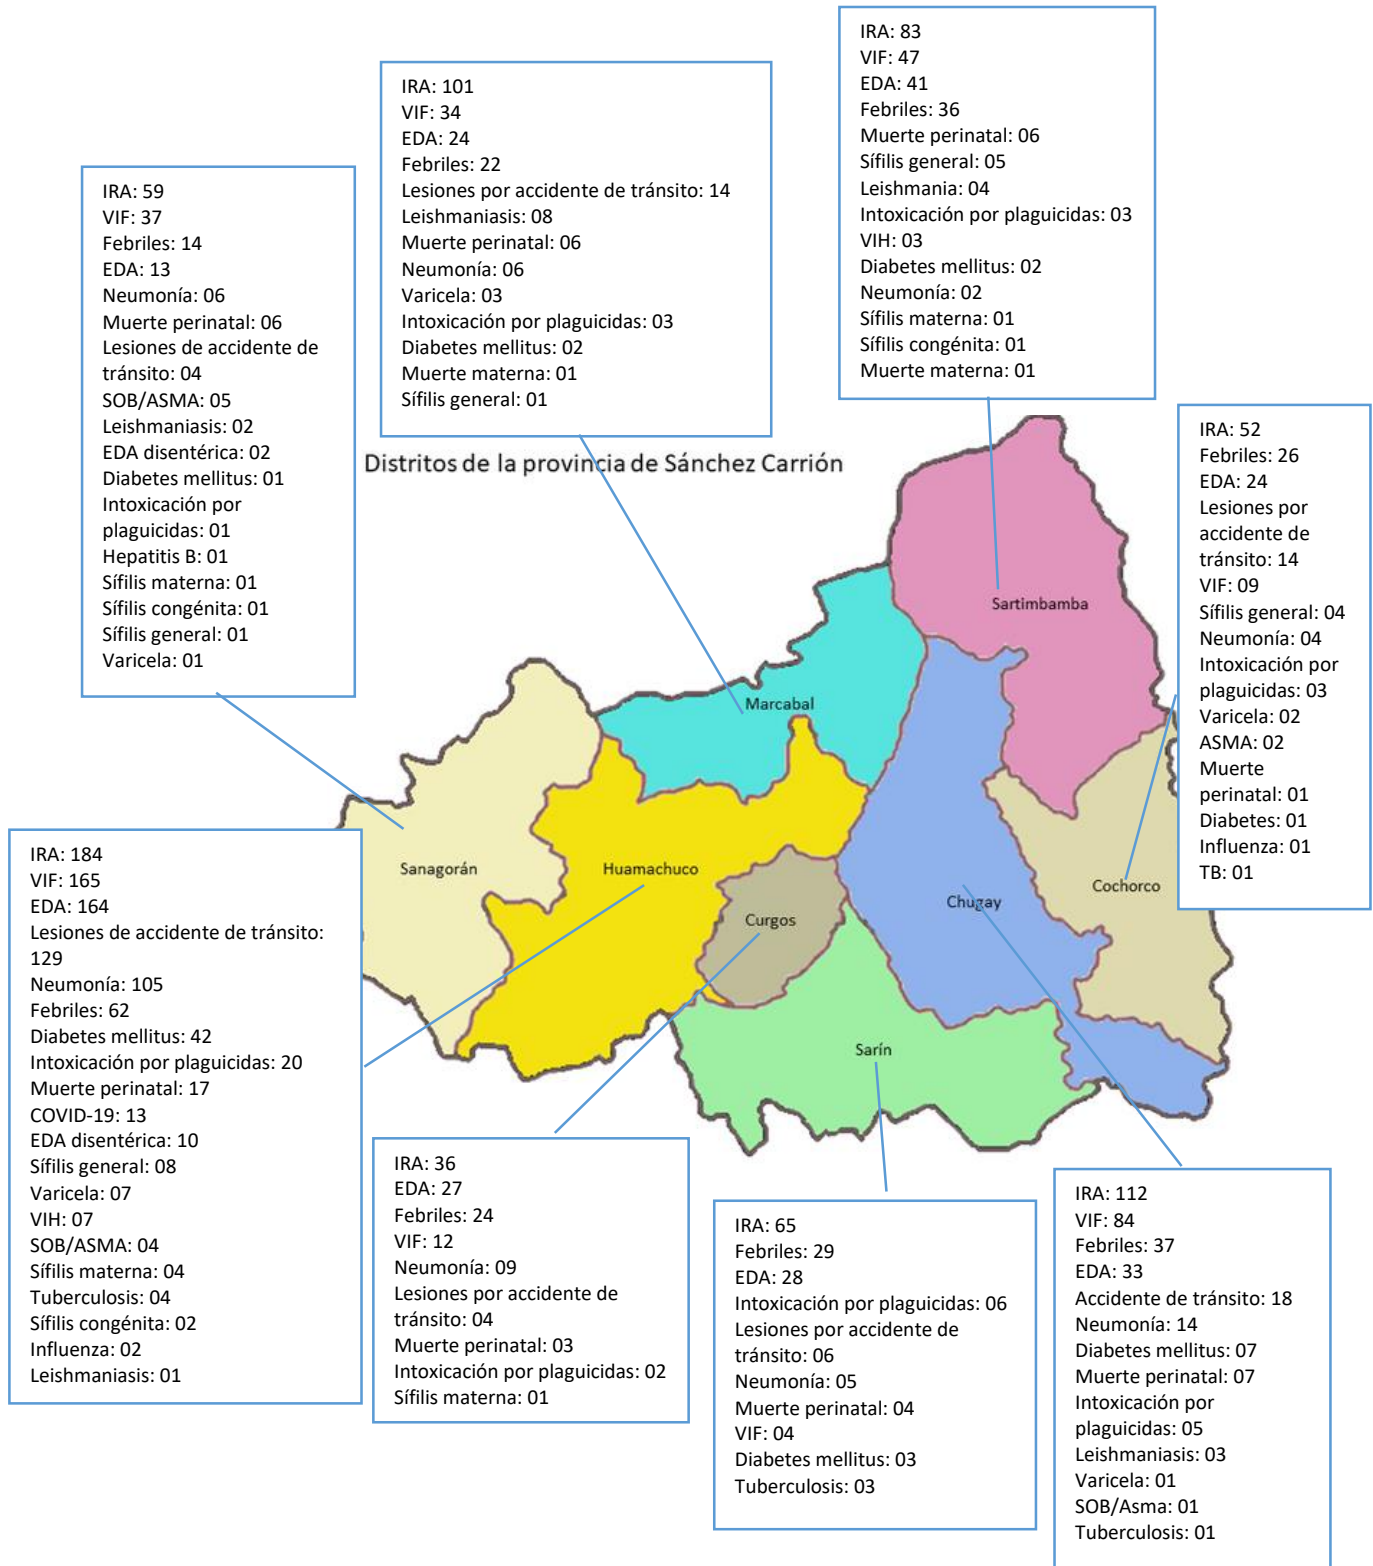 IRA: 83
VIF: 47
EDA: 41
Febriles: 36
Muerte perinatal: 06
Sífilis general: 05
Leishmania: 04
Intoxicación por plaguicidas: 03
VIH: 03
Diabetes mellitus: 02
Neumonía: 02
Sífilis materna: 01
Sífilis congénita: 01
Muerte materna: 01
IRA: 101
VIF: 34
EDA: 24
Febriles: 22
Lesiones por accidente de tránsito: 14
Leishmaniasis: 08
Muerte perinatal: 06
Neumonía: 06
Varicela: 03
Intoxicación por plaguicidas: 03
Diabetes mellitus: 02
Muerte materna: 01
Sífilis general: 01
IRA: 59
VIF: 37
Febriles: 14
EDA: 13
Neumonía: 06
Muerte perinatal: 06
Lesiones de accidente de
tránsito: 04
SOB/ASMA: 05
Leishmaniasis: 02
EDA disentérica: 02
Diabetes mellitus: 01
Intoxicación por
plaguicidas: 01
Hepatitis B: 01
Sífilis materna: 01
Sífilis congénita: 01
Sífilis general: 01
Varicela: 01
IRA: 52
Febriles: 26
EDA: 24
Lesiones por
accidente de
tránsito: 14
VIF: 09
Sífilis general: 04
Neumonía: 04
Intoxicación por
plaguicidas: 03
Varicela: 02
ASMA: 02
Muerte
perinatal: 01
Diabetes: 01
Influenza: 01
TB: 01
Distritos de la provincia de Sánchez Carrión
Sartimbamba
Marcabal
Sanagorán
Huamachuco
Curgos
Chugay
Cochorco
Sarín
IRA: 184
VIF: 165
EDA: 164
Lesiones de accidente de tránsito:
129
Neumonía: 105
Febriles: 62
Diabetes mellitus: 42
Intoxicación por plaguicidas: 20
Muerte perinatal: 17
COVID-19: 13
EDA disentérica: 10
Sífilis general: 08
Varicela: 07
VIH: 07
SOB/ASMA: 04
Sífilis materna: 04
Tuberculosis: 04
Sífilis congénita: 02
Influenza: 02
Leishmaniasis: 01
IRA: 36
EDA: 27
Febriles: 24
VIF: 12
Neumonía: 09
Lesiones por accidente de
tránsito: 04
Muerte perinatal: 03
Intoxicación por plaguicidas: 02
Sífilis materna: 01
IRA: 65
Febriles: 29
EDA: 28
Intoxicación por plaguicidas: 06
Lesiones por accidente de
tránsito: 06
Neumonía: 05
Muerte perinatal: 04
VIF: 04
Diabetes mellitus: 03
Tuberculosis: 03
IRA: 112
VIF: 84
Febriles: 37
EDA: 33
Accidente de tránsito: 18
Neumonía: 14
Diabetes mellitus: 07
Muerte perinatal: 07
Intoxicación por
plaguicidas: 05
Leishmaniasis: 03
Varicela: 01
SOB/Asma: 01
Tuberculosis: 01